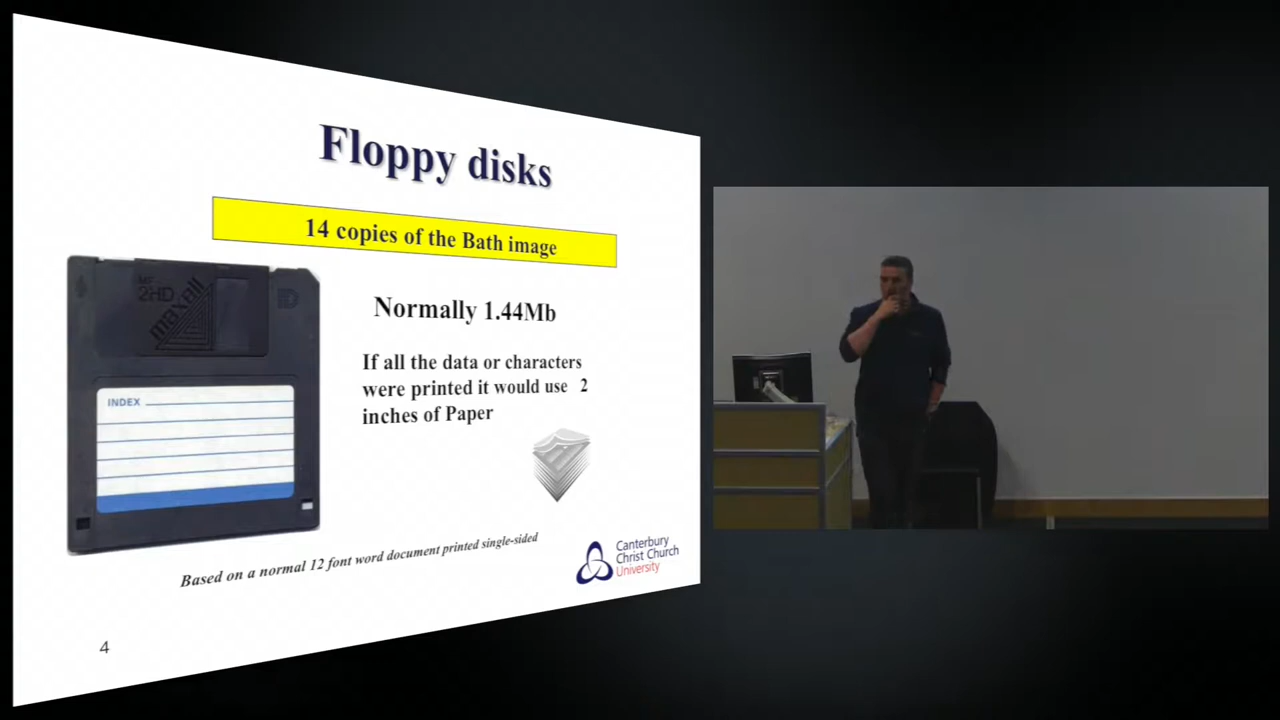 Floppy disks
14 copies of the Bath image
2HD
maxell
Normally 1.44Mb
If all the data or characters
were printed it would use 2
inches of Paper
INDEX
Based on a normal 12 font word document printed single-sided
Canterbury
Christ Church
University
4